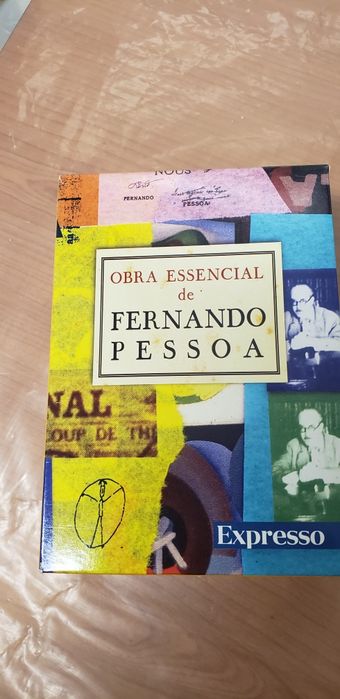 NOUS
FERNANDO
PESSOA
OBRA ESSENCIAL
de
FERNANDO
PESSOA
NAL
OUP DE TH
Expresso